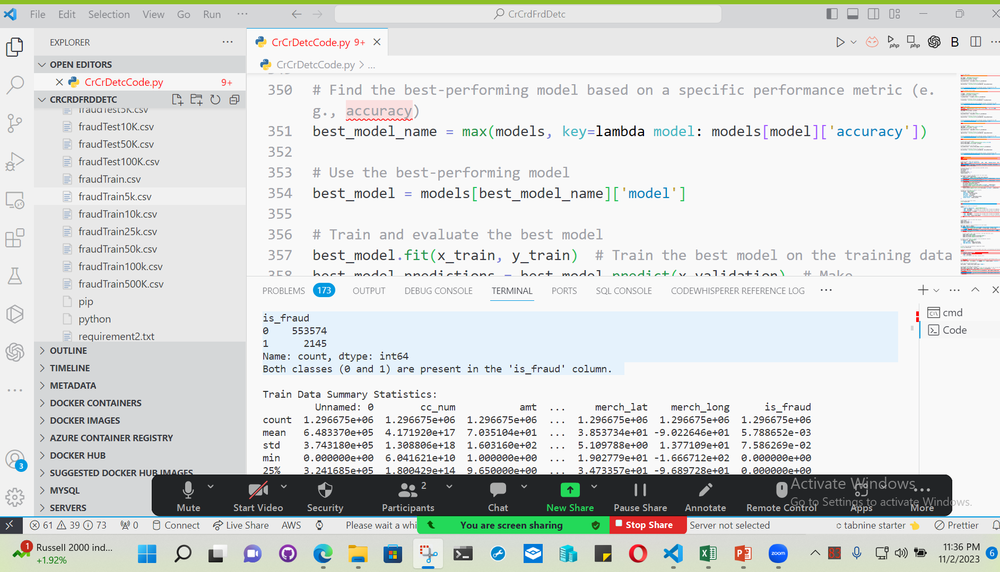 File Edit Selection View Go Run ···
CrCrdFrdDetc
EXPLORER
OPEN EDITORS
CrCrDetcCode.py 9+
CRCRDFRDDETC
fraudTest5K.csv
fraudTest10K.csv
fraudTest50K.csv
fraudTest100K.csv
fraudTrain.csv
fraudTrain5k.csv
fraudTrain10k.csv
fraudTrain25k.csv
fraudTrain50k.csv
fraudTrain100k.csv
fraudTrain500K.csv
pip
python
requirement2.txt
OUTLINE
TIMELINE
METADATA
DOCKER CONTAINERS
DOCKER IMAGES
AZURE CONTAINER REGISTRY
DOCKER HUB
SUGGESTED DOCKER HUB IMAGES
MYSQL
SERVERS
3
CrCrDetcCode.py 9+
php php B
CrCrDetcCode.py > ...
350 # Find the best-performing model based on a specific performance metric (e.
g., accuracy)
351 best_model_name = max(models, key=lambda model: models[model]['accuracy'])
352
353 # Use the best-performing model
354 best_model = models[best_model_name]['model']
355
356 # Train and evaluate the best model
357 best_model.fit(x_train, y_train)  # Train the best model on the training data
358 best_model_predictions = best_model.predict(x_validation)  # Make
PROBLEMS 173 OUTPUT DEBUG CONSOLE TERMINAL PORTS SQL CONSOLE CODEWHISPERER REFERENCE LOG ···
cmd
Code
is_fraud
0    553574
1      2145
Name: count, dtype: int64
Both classes (0 and 1) are present in the 'is_fraud' column.
Train Data Summary Statistics:
Unnamed: 0 cc_num amt ... merch_lat merch_long is_fraud
count 1.296675e+06 1.296675e+06 1.296675e+06 ... 1.296675e+06 1.296675e+06 1.296675e+06
mean 6.483370e+05 4.171920e+17 7.035104e+01 ... 3.853734e+01 -9.022646e+01 5.788652e-03
std 3.743180e+05 1.308806e+18 1.603160e+02 ... 5.109788e+00 1.377109e+01 7.586269e-02
min 0.000000e+00 6.041621e+10 1.000000e+00 ... 1.902779e+01 -1.666712e+02 0.000000e+00
25% 3.241685e+05 1.800429e+14 9.650000e+00 ... 3.473357e+01 -9.689728e+01 0.000000e+00
2
Mute Start Video Security Participants Chat New Share Pause Share Annotate Remote Control Apps More
Activate Windows
Go to Settings to activate Windows.
61 39 73 0 Connect Live Share AWS Please wait a whi
You are screen sharing
Stop Share
Server not selected tabnine starter Prettier
1 Russell 2000 ind...
+1.92%
zoom
83
11:36 PM
11/2/2023
6